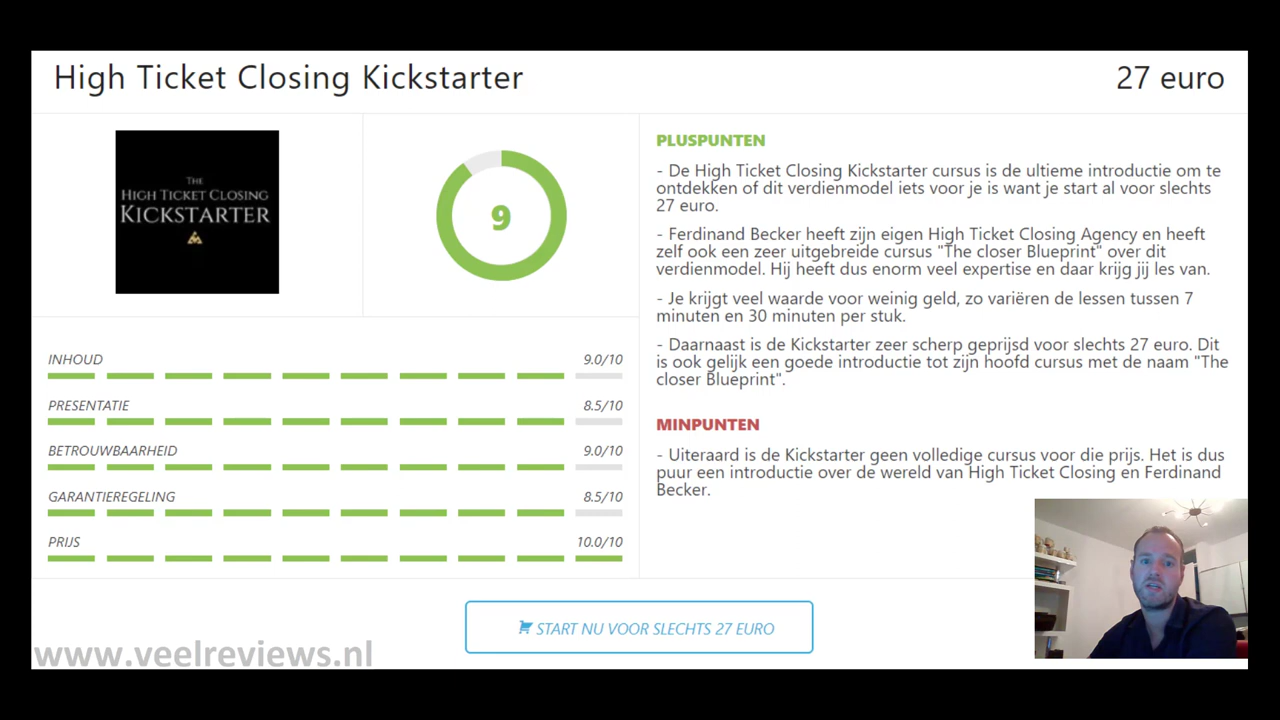 High Ticket Closing Kickstarter
27 euro
THE
HIGH TICKET CLOSING
KICKSTARTER
9
INHOUD 9.0/10
PRESENTATIE 8.5/10
BETROUWBAARHEID 9.0/10
GARANTIEREGELING 8.5/10
PRIJS 10.0/10
PLUSPUNTEN
- De High Ticket Closing Kickstarter cursus is de ultieme introductie om te
ontdekken of dit verdienmodel iets voor je is want je start al voor slechts
27 euro.
- Ferdinand Becker heeft zijn eigen High Ticket Closing Agency en heeft
zelf ook een zeer uitgebreide cursus "The closer Blueprint" over dit
verdienmodel. Hij heeft dus enorm veel expertise en daar krijg jij les van.
- Je krijgt veel waarde voor weinig geld, zo variëren de lessen tussen 7
minuten en 30 minuten per stuk.
- Daarnaast is de Kickstarter zeer scherp geprijsd voor slechts 27 euro. Dit
is ook gelijk een goede introductie tot zijn hoofd cursus met de naam "The
closer Blueprint".
MINPUNTEN
- Uiteraard is de Kickstarter geen volledige cursus voor die prijs. Het is dus
puur een introductie over de wereld van High Ticket Closing en Ferdinand
Becker.
START NU VOOR SLECHTS 27 EURO
www.veelreviews.nl